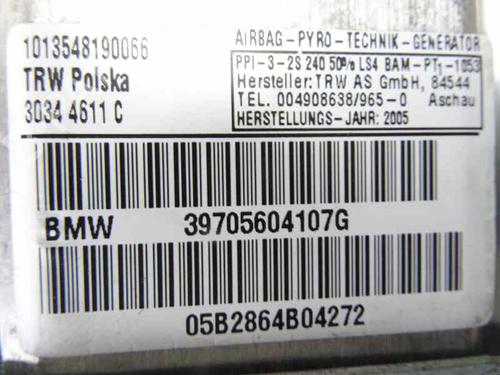 1013548190066
TRW Polska
3034 4611 C
AIRBAG-PYRO-TECHNIK-GENERATOR
PPI-3-2S 240 50% LS4 BAM-PT1-1053
Hersteller: TRW AS GmbH, 84544
TEL. 004908638/965-0 Aschau
HERSTELLUNGS-JAHR: 2005
BMW 39705604107G
05B2864B04272